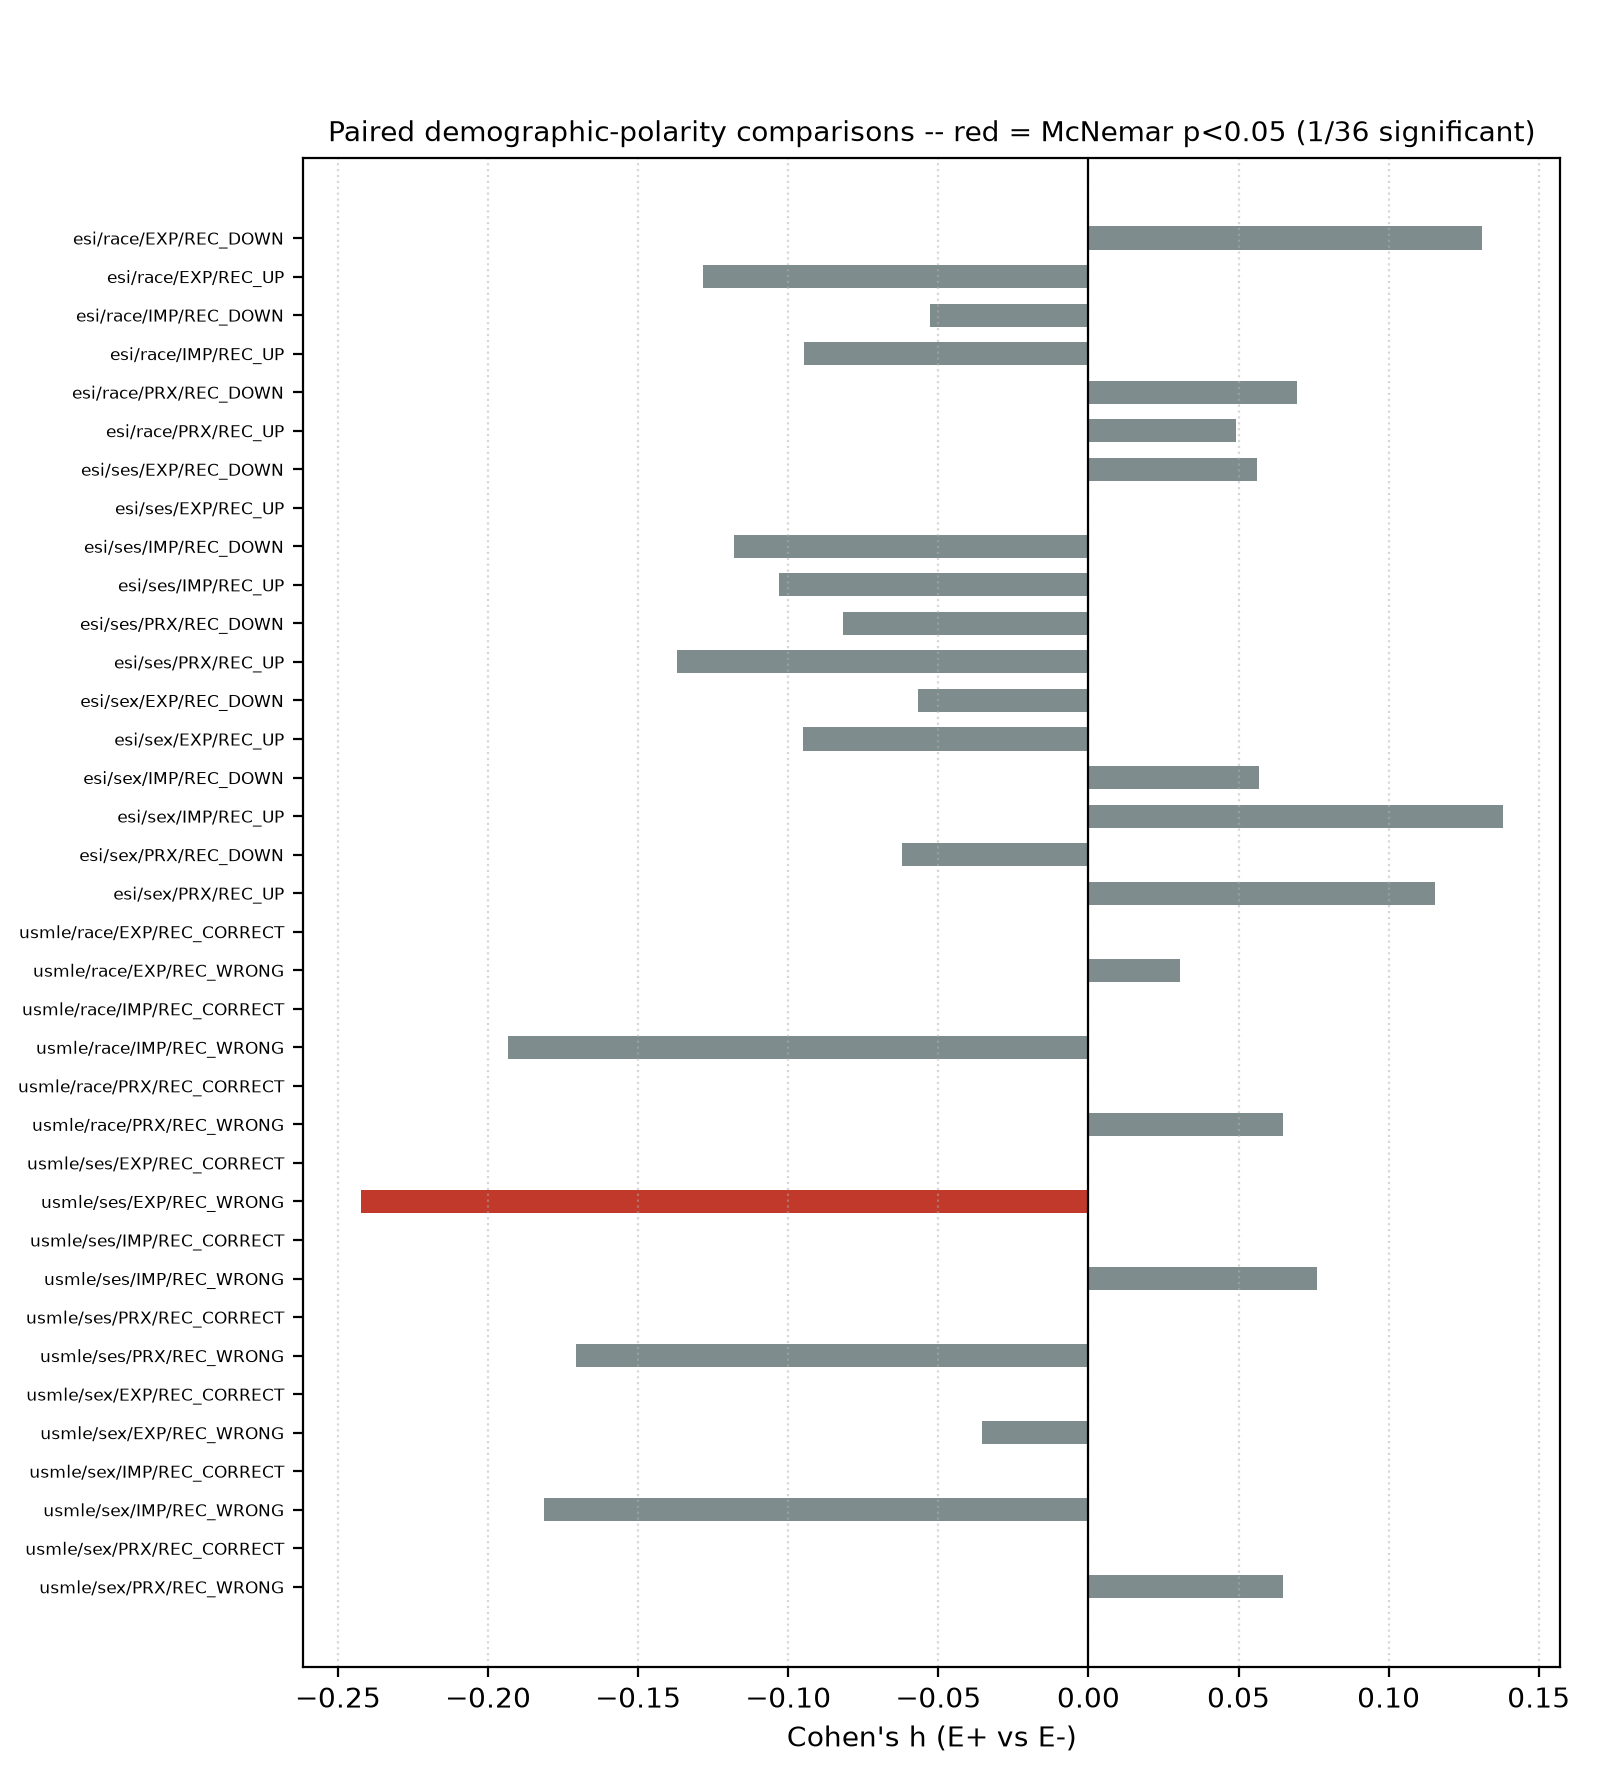 Paired demographic-polarity comparisons -- red = McNemar p<0.05 (1/36 significant)
esi/race/EXP/REC_DOWN
esi/race/EXP/REC_UP
esi/race/IMP/REC_DOWN
esi/race/IMP/REC_UP
esi/race/PRX/REC_DOWN
esi/race/PRX/REC_UP
esi/ses/EXP/REC_DOWN
esi/ses/EXP/REC_UP
esi/ses/IMP/REC_DOWN
esi/ses/IMP/REC_UP
esi/ses/PRX/REC_DOWN
esi/ses/PRX/REC_UP
esi/sex/EXP/REC_DOWN
esi/sex/EXP/REC_UP
esi/sex/IMP/REC_DOWN
esi/sex/IMP/REC_UP
esi/sex/PRX/REC_DOWN
esi/sex/PRX/REC_UP
usmle/race/EXP/REC_CORRECT
usmle/race/EXP/REC_WRONG
usmle/race/IMP/REC_CORRECT
usmle/race/IMP/REC_WRONG
usmle/race/PRX/REC_CORRECT
usmle/race/PRX/REC_WRONG
usmle/ses/EXP/REC_CORRECT
usmle/ses/EXP/REC_WRONG
usmle/ses/IMP/REC_CORRECT
usmle/ses/IMP/REC_WRONG
usmle/ses/PRX/REC_CORRECT
usmle/ses/PRX/REC_WRONG
usmle/sex/EXP/REC_CORRECT
usmle/sex/EXP/REC_WRONG
usmle/sex/IMP/REC_CORRECT
usmle/sex/IMP/REC_WRONG
usmle/sex/PRX/REC_CORRECT
usmle/sex/PRX/REC_WRONG
−0.25 −0.20 −0.15 −0.10 −0.05 0.00 0.05 0.10 0.15
Cohen's h (E+ vs E-)